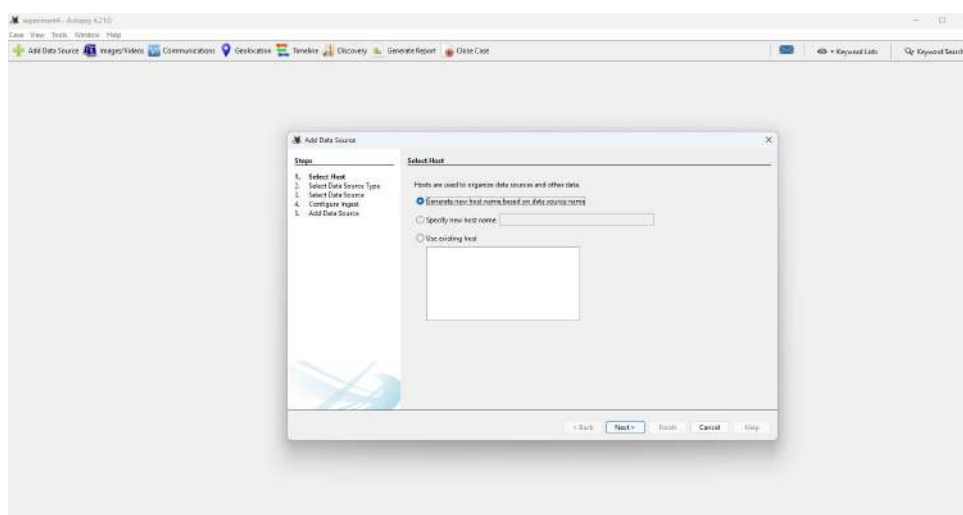 experiment4 - Autopsy 4.21.0
Case View Tools Window Help
Add Data Source Images/Videos Communications Geolocation Timeline Discovery Generate Report Close Case Keyword Lists Keyword Search
Add Data Source
Steps
1. Select Host
2. Select Data Source Type
3. Select Data Source
4. Configure Ingest
5. Add Data Source
Select Host
Hosts are used to organize data sources and other data.
Generate new host name based on data source name
Specify new host name
Use existing host
< Back Next > Finish Cancel Help